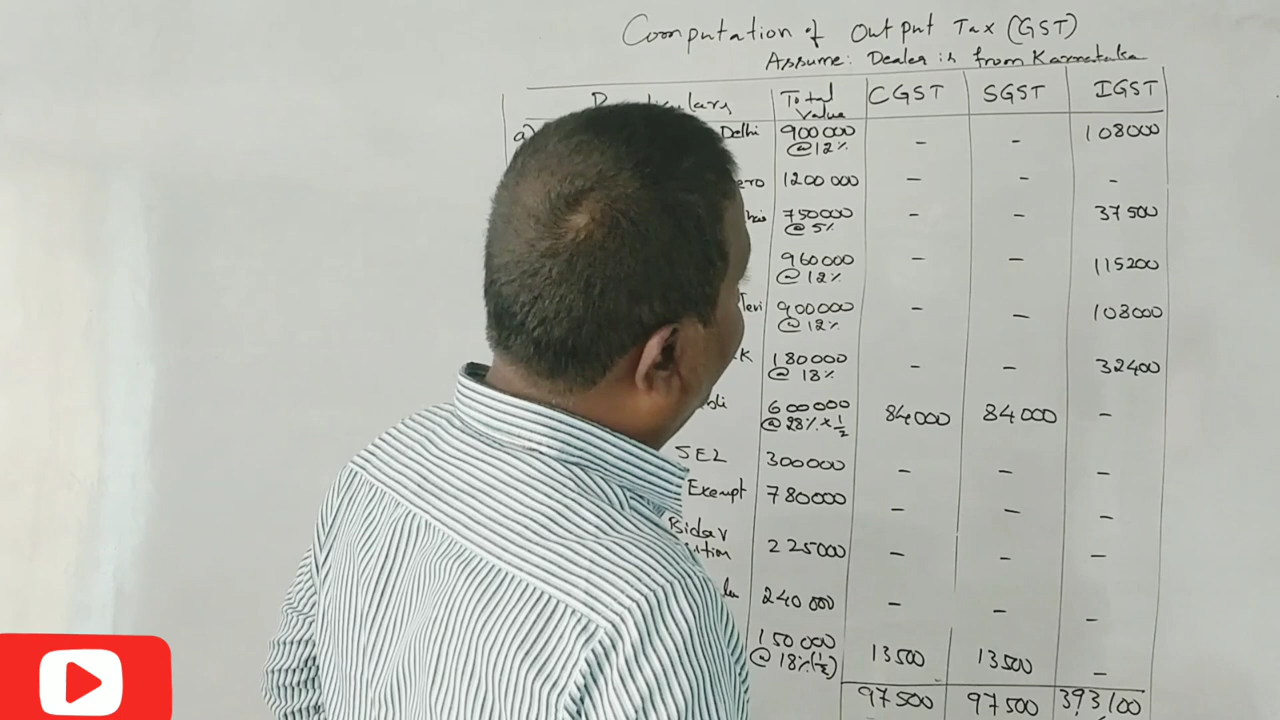 Computation of Output Tax (GST)
Assume: Dealer is from Karnataka
Total Value CGST SGST IGST
a) Delhi 900000 @ 12% - - 108000
1200000 - - -
750000 @ 5% - - 37500
960000 @ 12% - - 115200
900000 @ 12% - - 108000
180000 @ 18% - - 32400
600000 @ 28% x 1/2 84000 84000 -
SEZ 300000 - - -
Exempt 780000 - - -
Bidar 225000 - - -
240000 - - -
150000 @ 18% (1/2) 13500 13500 -
97500 97500 393,100